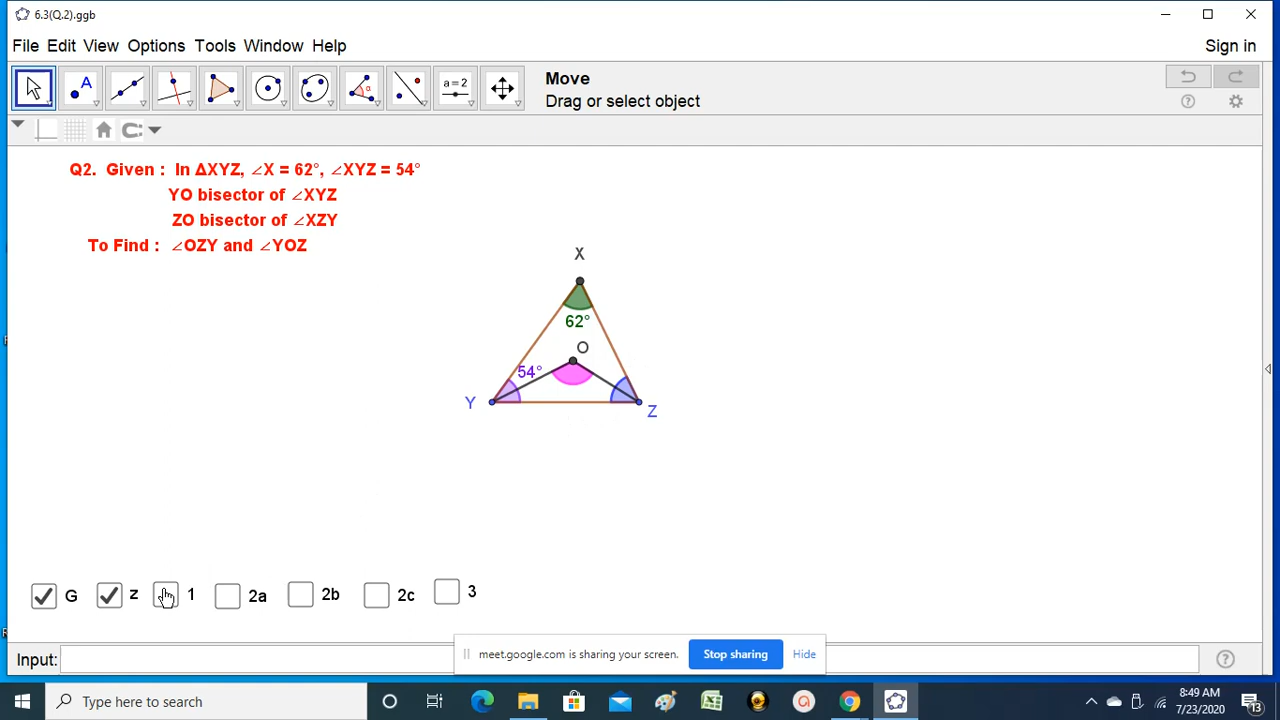 6.3(Q.2).ggb
File Edit View Options Tools Window Help
Sign in
A
α
a=2
Move
Drag or select object
Q2. Given : In ΔXYZ, ∠X = 62°, ∠XYZ = 54°
YO bisector of ∠XYZ
ZO bisector of ∠XZY
To Find : ∠OZY and ∠YOZ
X
62°
O
54°
Y
Z
G z 1 2a 2b 2c 3
Input:
meet.google.com is sharing your screen. Stop sharing Hide
Type here to search
8:49 AM
7/23/2020
13